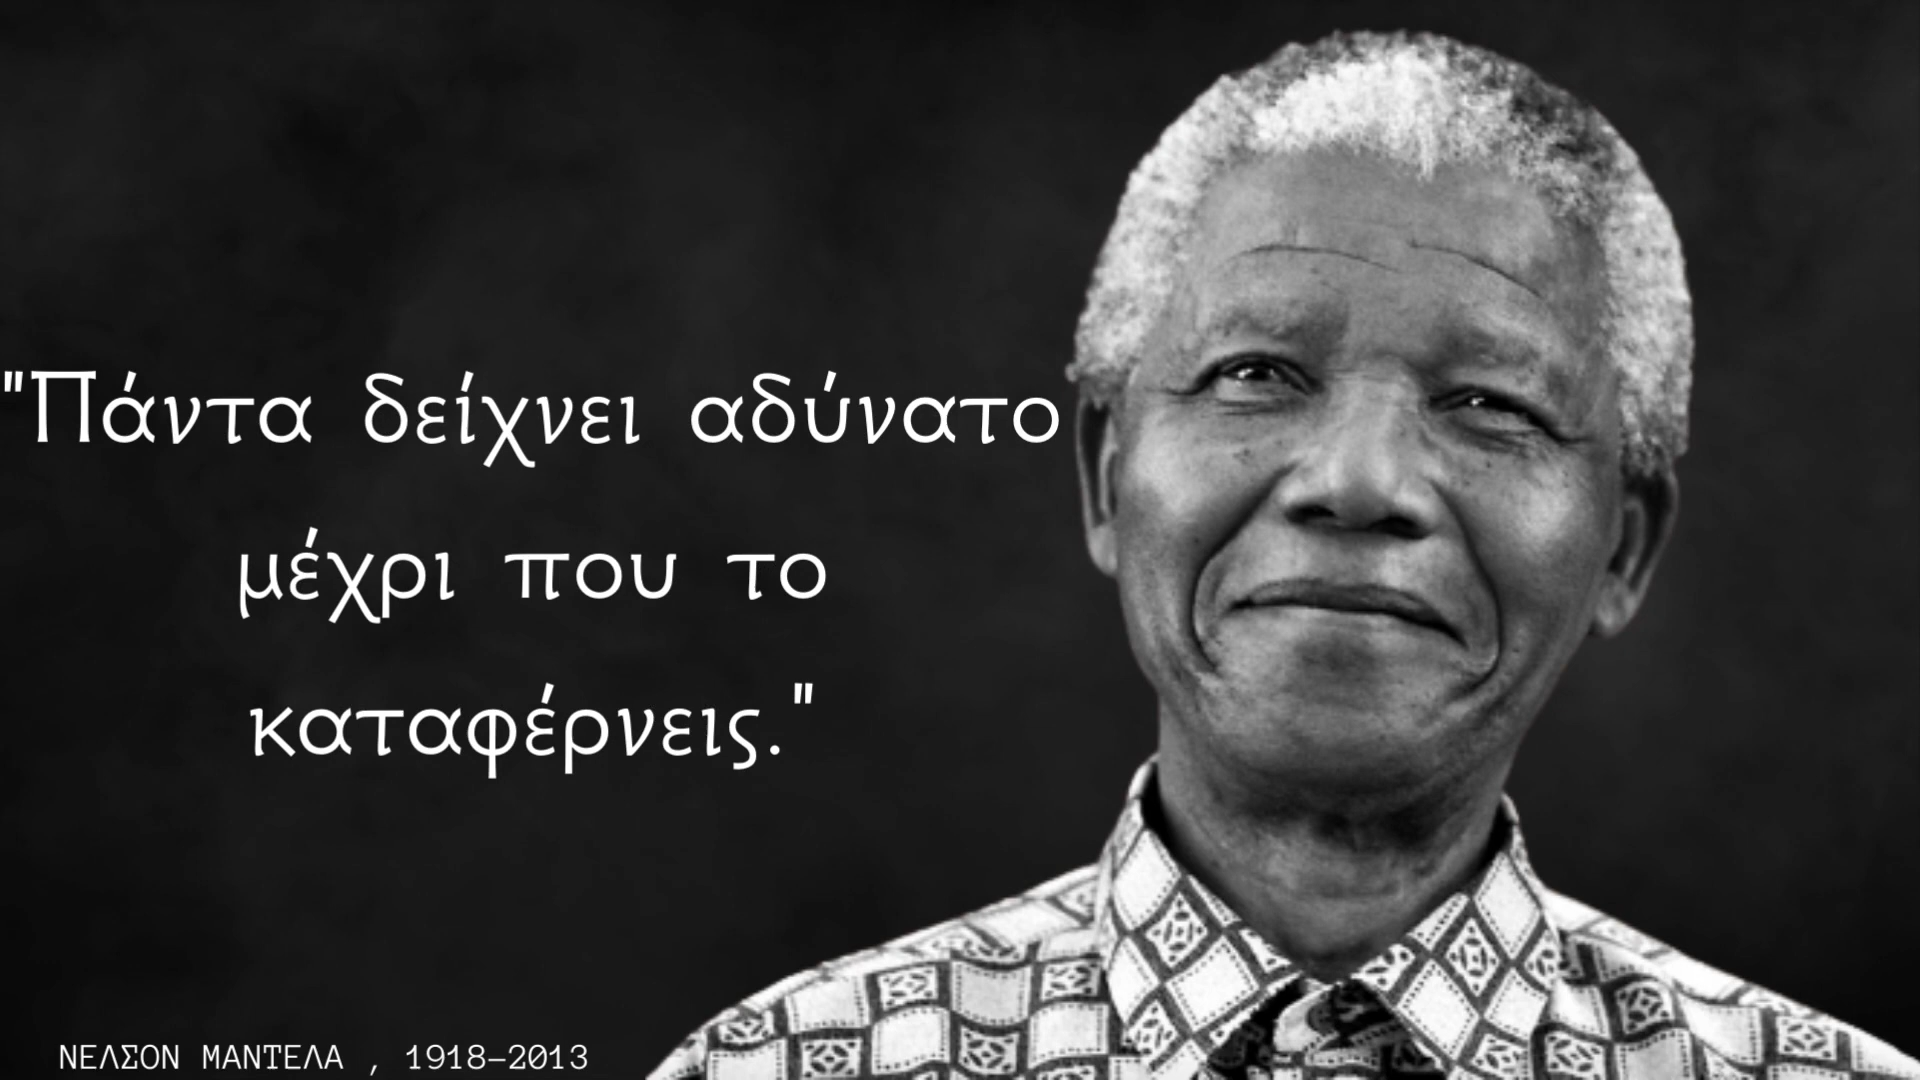 "Πάντα δείχνει αδύνατο
μέχρι που το
καταφέρνεις."
ΝΕΛΣΟΝ ΜΑΝΤΕΛΑ , 1918-2013